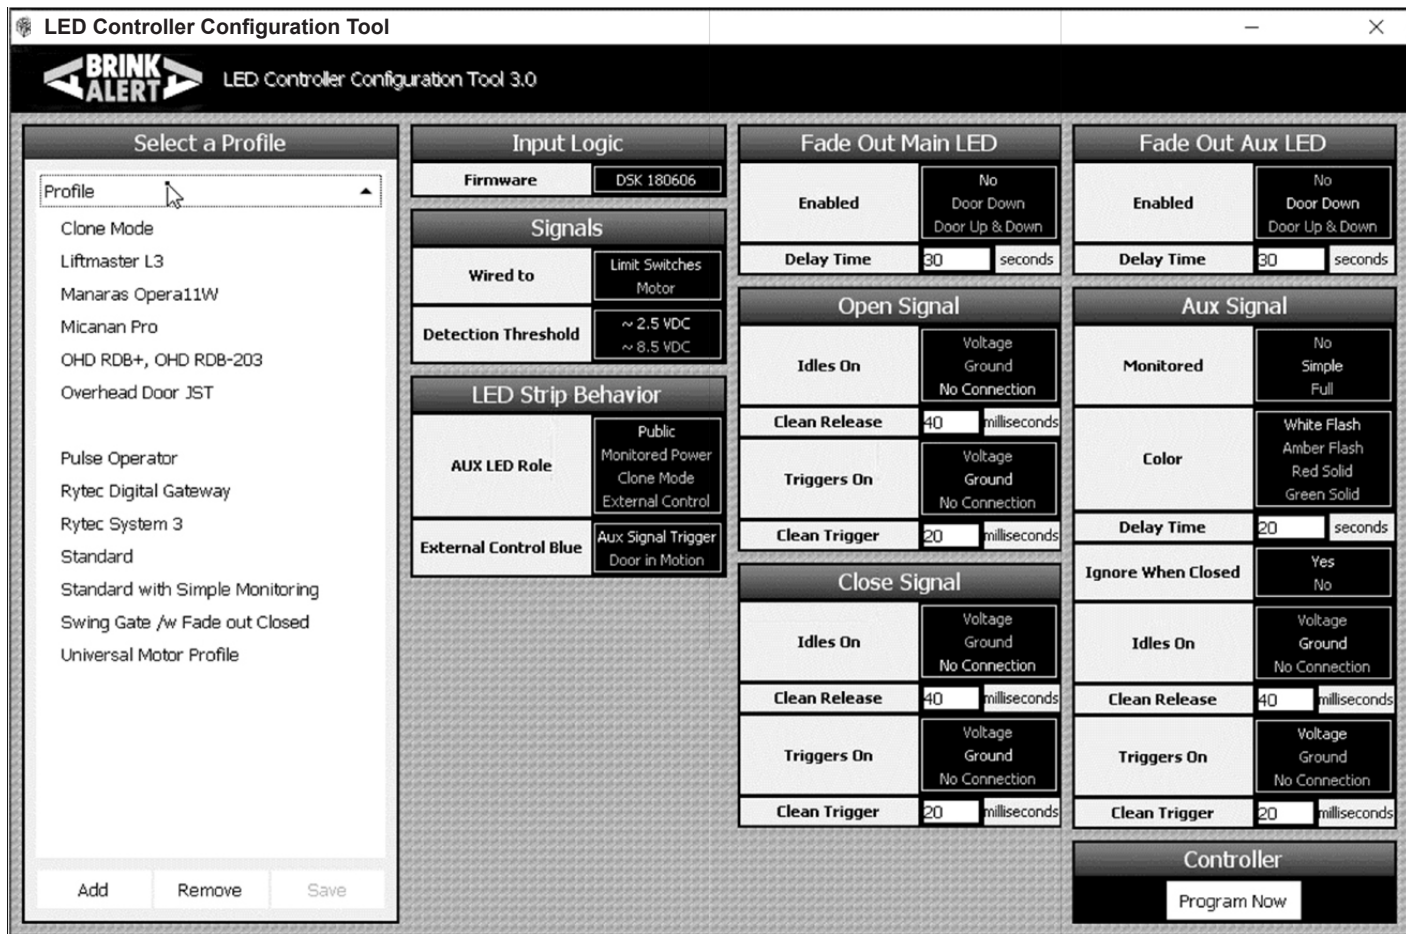 LED Controller Configuration Tool
BRINK
ALERT
LED Controller Configuration Tool 3.0
Select a Profile
Profile
Clone Mode
Liftmaster L3
Manaras Opera11W
Micanan Pro
OHD RDB+, OHD RDB-203
Overhead Door JST
Pulse Operator
Rytec Digital Gateway
Rytec System 3
Standard
Standard with Simple Monitoring
Swing Gate /w Fade out Closed
Universal Motor Profile
Add Remove Save
Input Logic
Firmware DSK 180606
Signals
Wired to
Limit Switches
Motor
Detection Threshold
~ 2.5 VDC
~ 8.5 VDC
LED Strip Behavior
AUX LED Role
Public
Monitored Power
Clone Mode
External Control
External Control Blue
Aux Signal Trigger
Door in Motion
Fade Out Main LED
Enabled
No
Door Down
Door Up & Down
Delay Time 30 seconds
Open Signal
Idles On
Voltage
Ground
No Connection
Clean Release 40 milliseconds
Triggers On
Voltage
Ground
No Connection
Clean Trigger 20 milliseconds
Close Signal
Idles On
Voltage
Ground
No Connection
Clean Release 40 milliseconds
Triggers On
Voltage
Ground
No Connection
Clean Trigger 20 milliseconds
Fade Out Aux LED
Enabled
No
Door Down
Door Up & Down
Delay Time 30 seconds
Aux Signal
Monitored
No
Simple
Full
Color
White Flash
Amber Flash
Red Solid
Green Solid
Delay Time 20 seconds
Ignore When Closed
Yes
No
Idles On
Voltage
Ground
No Connection
Clean Release 40 milliseconds
Triggers On
Voltage
Ground
No Connection
Clean Trigger 20 milliseconds
Controller
Program Now